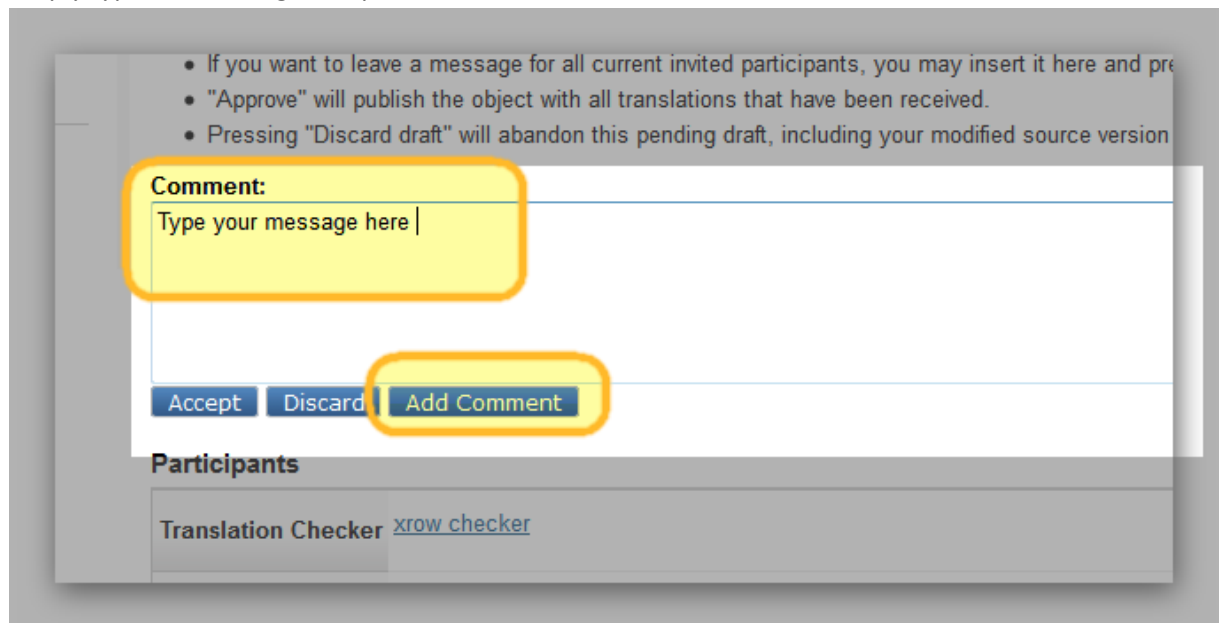 • If you want to leave a message for all current invited participants, you may insert it here and pre
• "Approve" will publish the object with all translations that have been received.
• Pressing "Discard draft" will abandon this pending draft, including your modified source version
Comment:
Type your message here
Accept Discard Add Comment
Participants
Translation Checker xrow checker